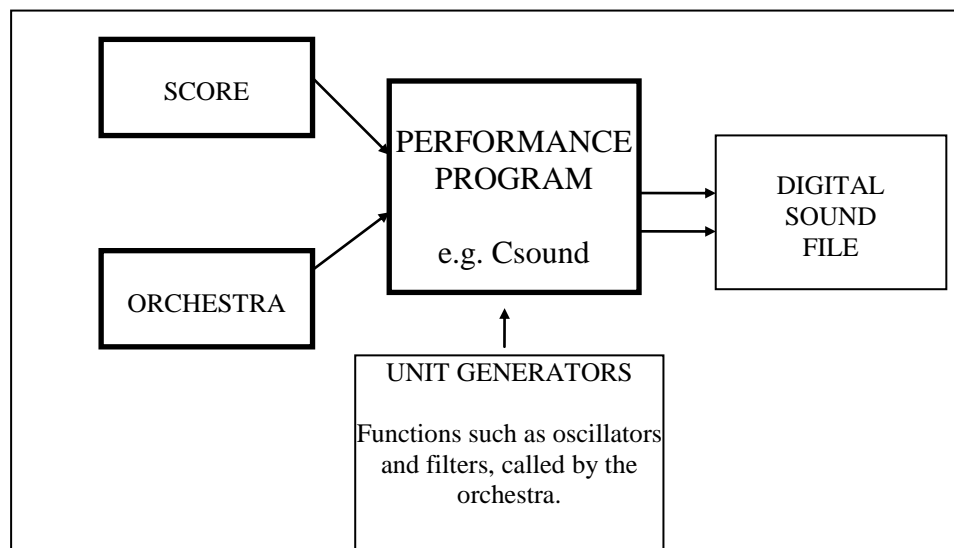 SCORE
ORCHESTRA
PERFORMANCE
PROGRAM
e.g. Csound
DIGITAL
SOUND
FILE
UNIT GENERATORS
Functions such as oscillators
and filters, called by the
orchestra.